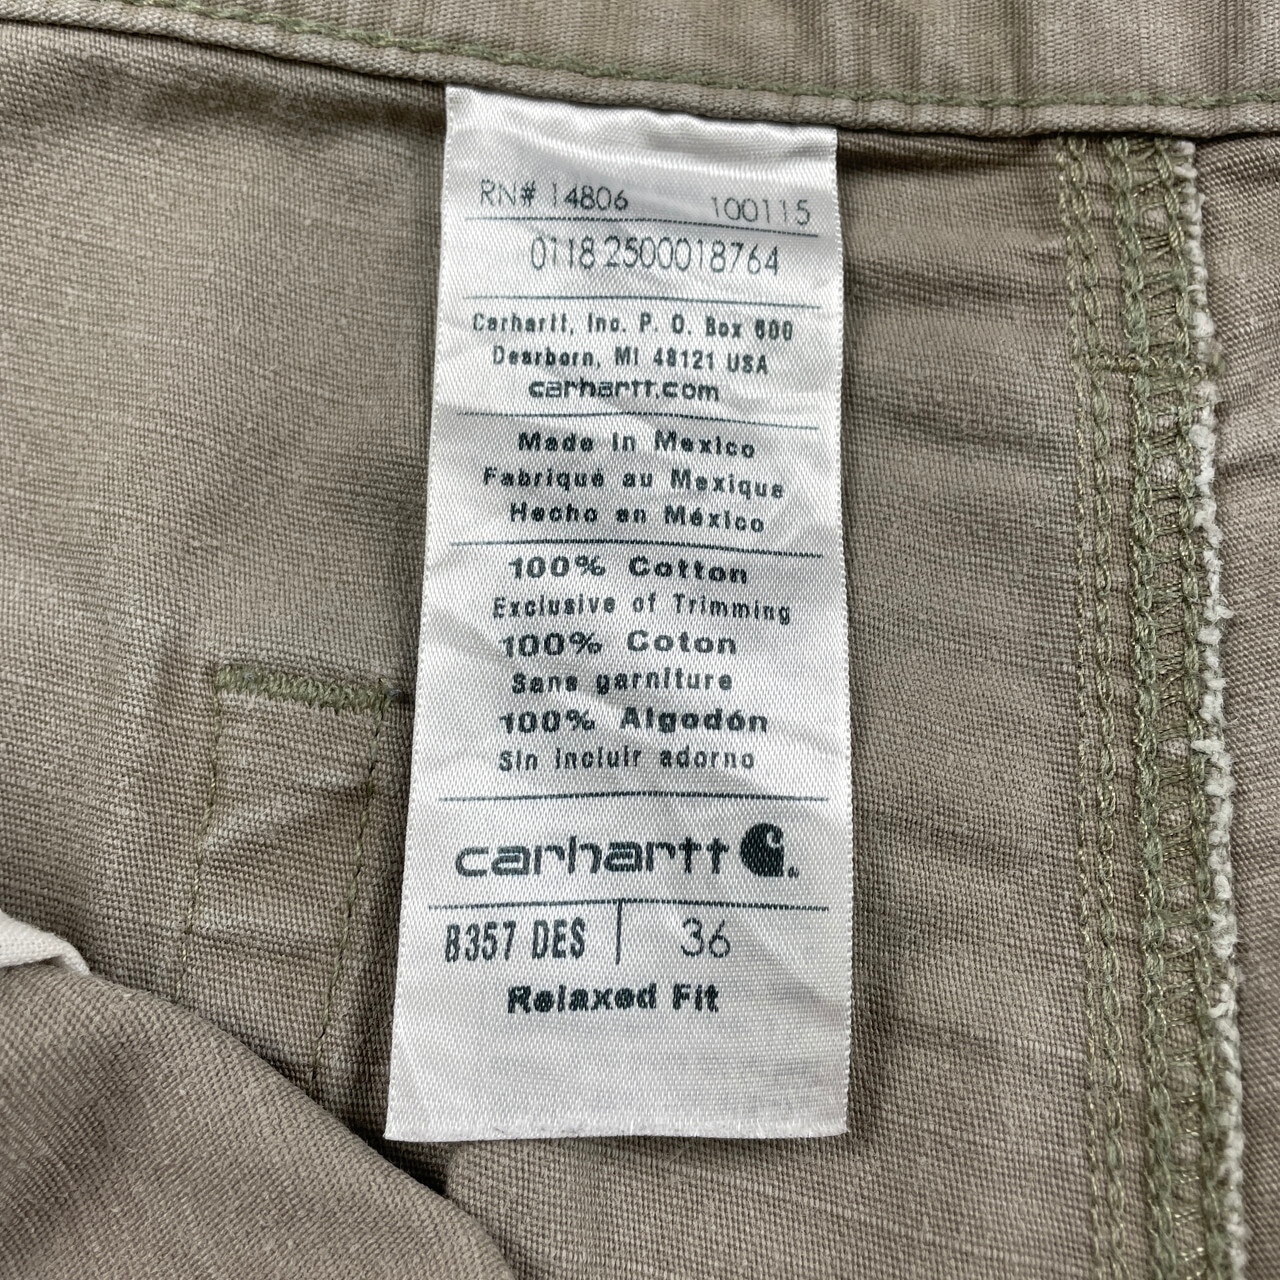 RN# 14806 100115
0118 2500018764
Carhartt, Inc. P. O. Box 600
Dearborn, MI 48121 USA
carhartt.com
Made in Mexico
Fabriqué au Mexique
Hecho en México
100% Cotton
Exclusive of Trimming
100% Coton
Sans garniture
100% Algodón
Sin incluir adorno
carhartt
B357 DES | 36
Relaxed Fit